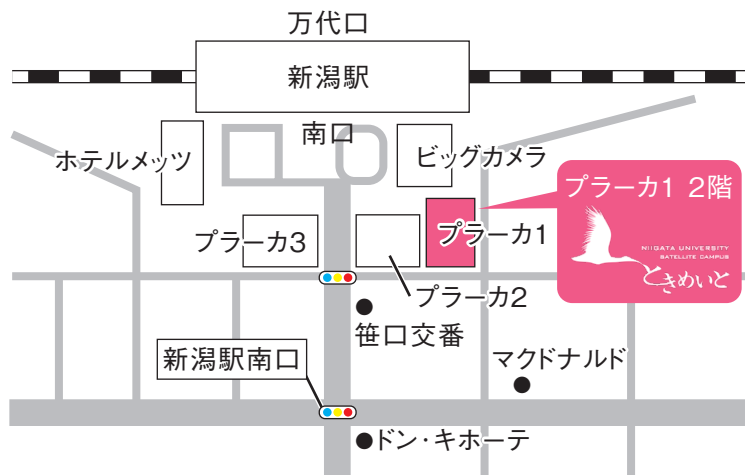 万代口
新潟駅
南口
ホテルメッツ
ビッグカメラ
プラーカ1 2階
NIIGATA UNIVERSITY
SATELLITE CAMPUS
ときめいと
プラーカ3
プラーカ1
プラーカ2
笹口交番
新潟駅南口
マクドナルド
ドン・キホーテ